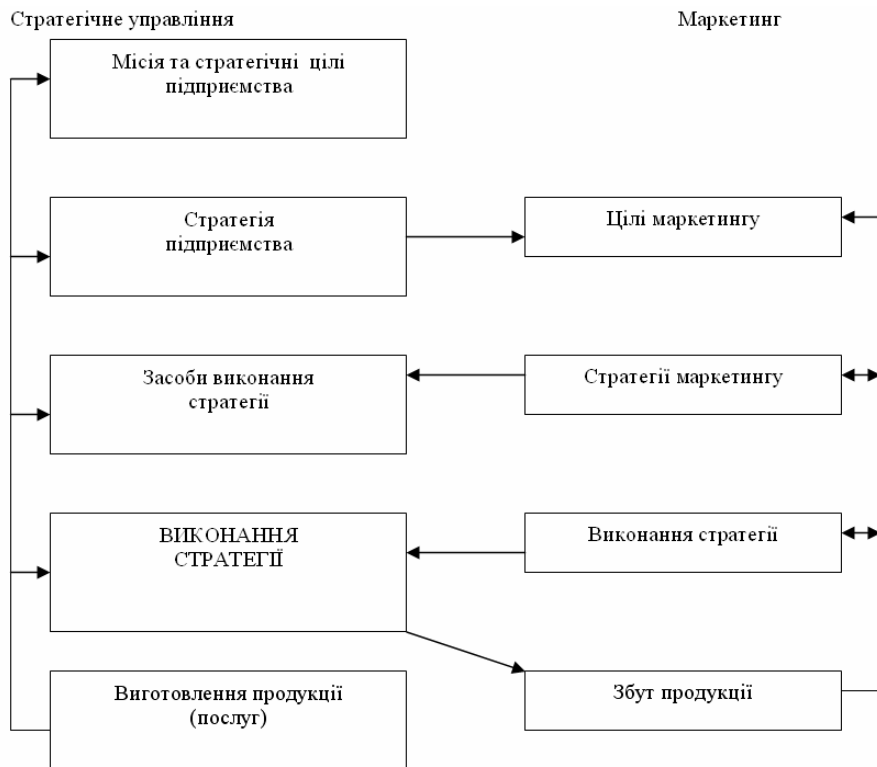 Стратегічне управління
Маркетинг
Місія та стратегічні цілі
підприємства
Стратегія
підприємства
Цілі маркетингу
Засоби виконання
стратегії
Стратегії маркетингу
ВИКОНАННЯ
СТРАТЕГІЇ
Виконання стратегії
Виготовлення продукції
(послуг)
Збут продукції